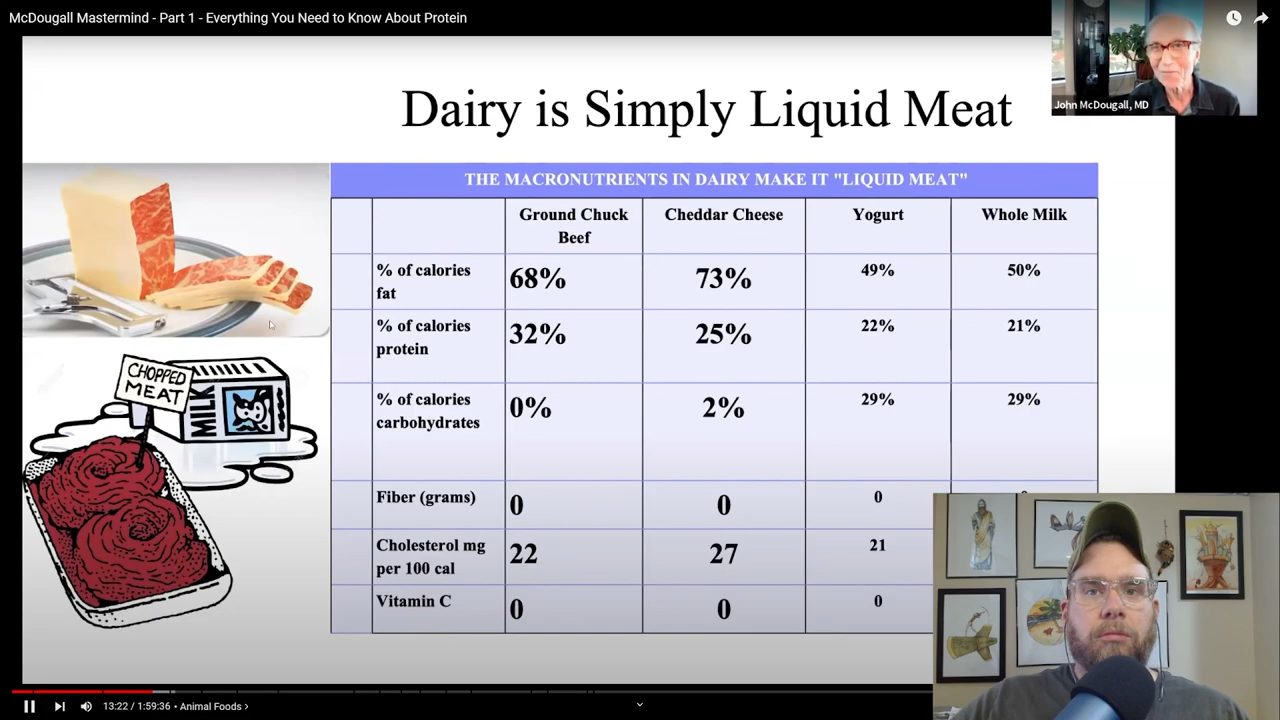 McDougall Mastermind - Part 1 - Everything You Need to Know About Protein
John McDougall, MD
Dairy is Simply Liquid Meat
THE MACRONUTRIENTS IN DAIRY MAKE IT "LIQUID MEAT"
Ground Chuck Beef Cheddar Cheese Yogurt Whole Milk
% of calories fat 68% 73% 49% 50%
% of calories protein 32% 25% 22% 21%
% of calories carbohydrates 0% 2% 29% 29%
Fiber (grams) 0 0 0
Cholesterol mg per 100 cal 22 27 21
Vitamin C 0 0 0
CHOPPED
MEAT
MILK
13:22 / 1:59:36 • Animal Foods >